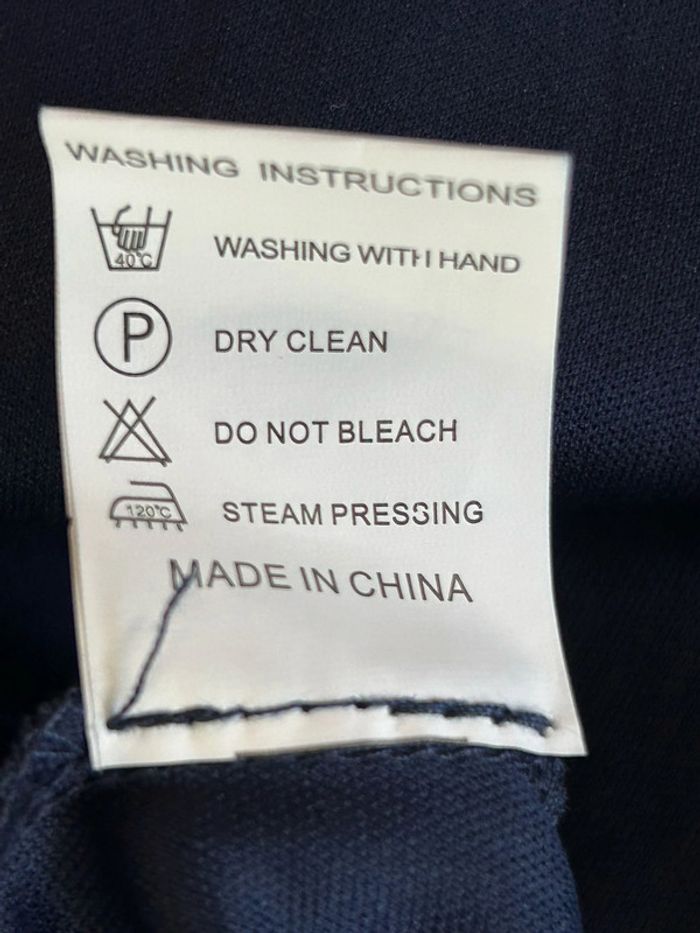 WASHING INSTRUCTIONS
40°C WASHING WITH HAND
P DRY CLEAN
DO NOT BLEACH
120°C STEAM PRESSING
MADE IN CHINA